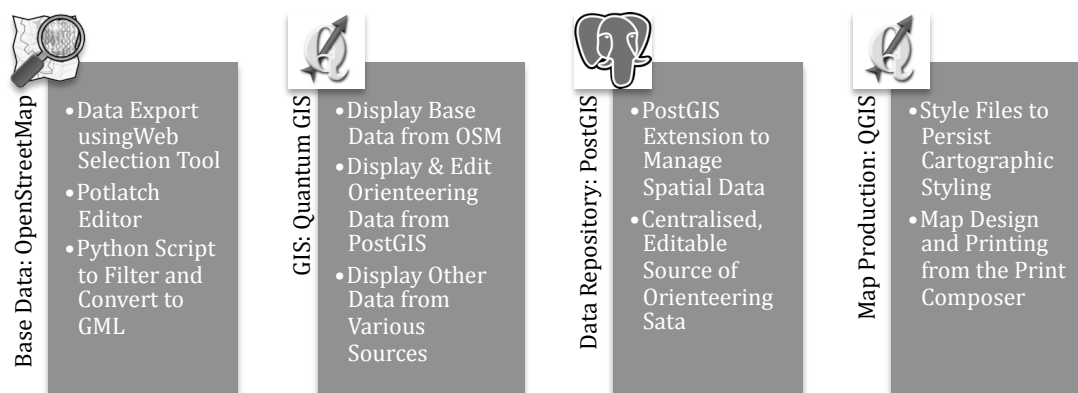 Base Data: OpenStreetMap
•Data Export
usingWeb
Selection Tool
•Potlatch
Editor
•Python Script
to Filter and
Convert to
GML
GIS: Quantum GIS
•Display Base
Data from OSM
•Display & Edit
Orienteering
Data from
PostGIS
•Display Other
Data from
Various
Sources
Data Repository: PostGIS
•PostGIS
Extension to
Manage
Spatial Data
•Centralised,
Editable
Source of
Orienteering
Sata
Map Production: QGIS
•Style Files to
Persist
Cartographic
Styling
•Map Design
and Printing
from the Print
Composer